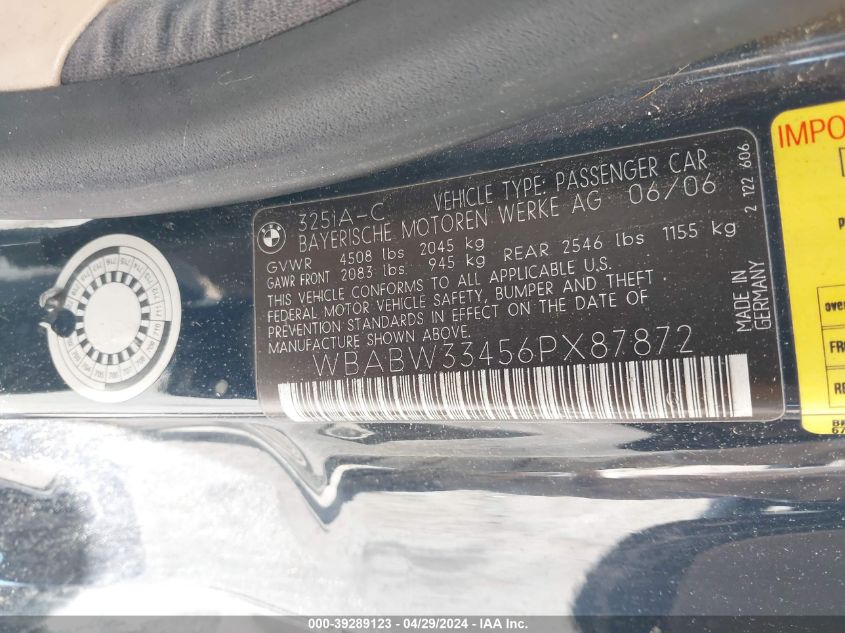 325iA-C VEHICLE TYPE: PASSENGER CAR
BAYERISCHE MOTOREN WERKE AG 06/06
GVWR 4508 lbs 2045 kg
GAWR FRONT 2083 lbs. 945 kg REAR 2546 lbs 1155 kg
THIS VEHICLE CONFORMS TO ALL APPLICABLE U.S.
FEDERAL MOTOR VEHICLE SAFETY, BUMPER AND THEFT
PREVENTION STANDARDS IN EFFECT ON THE DATE OF
MANUFACTURE SHOWN ABOVE.
WBABW33456PX87872
2 122 606
MADE IN
GERMANY
IMPO
over
FR
RE
000-39289123 - 04/29/2024 - IAA Inc.